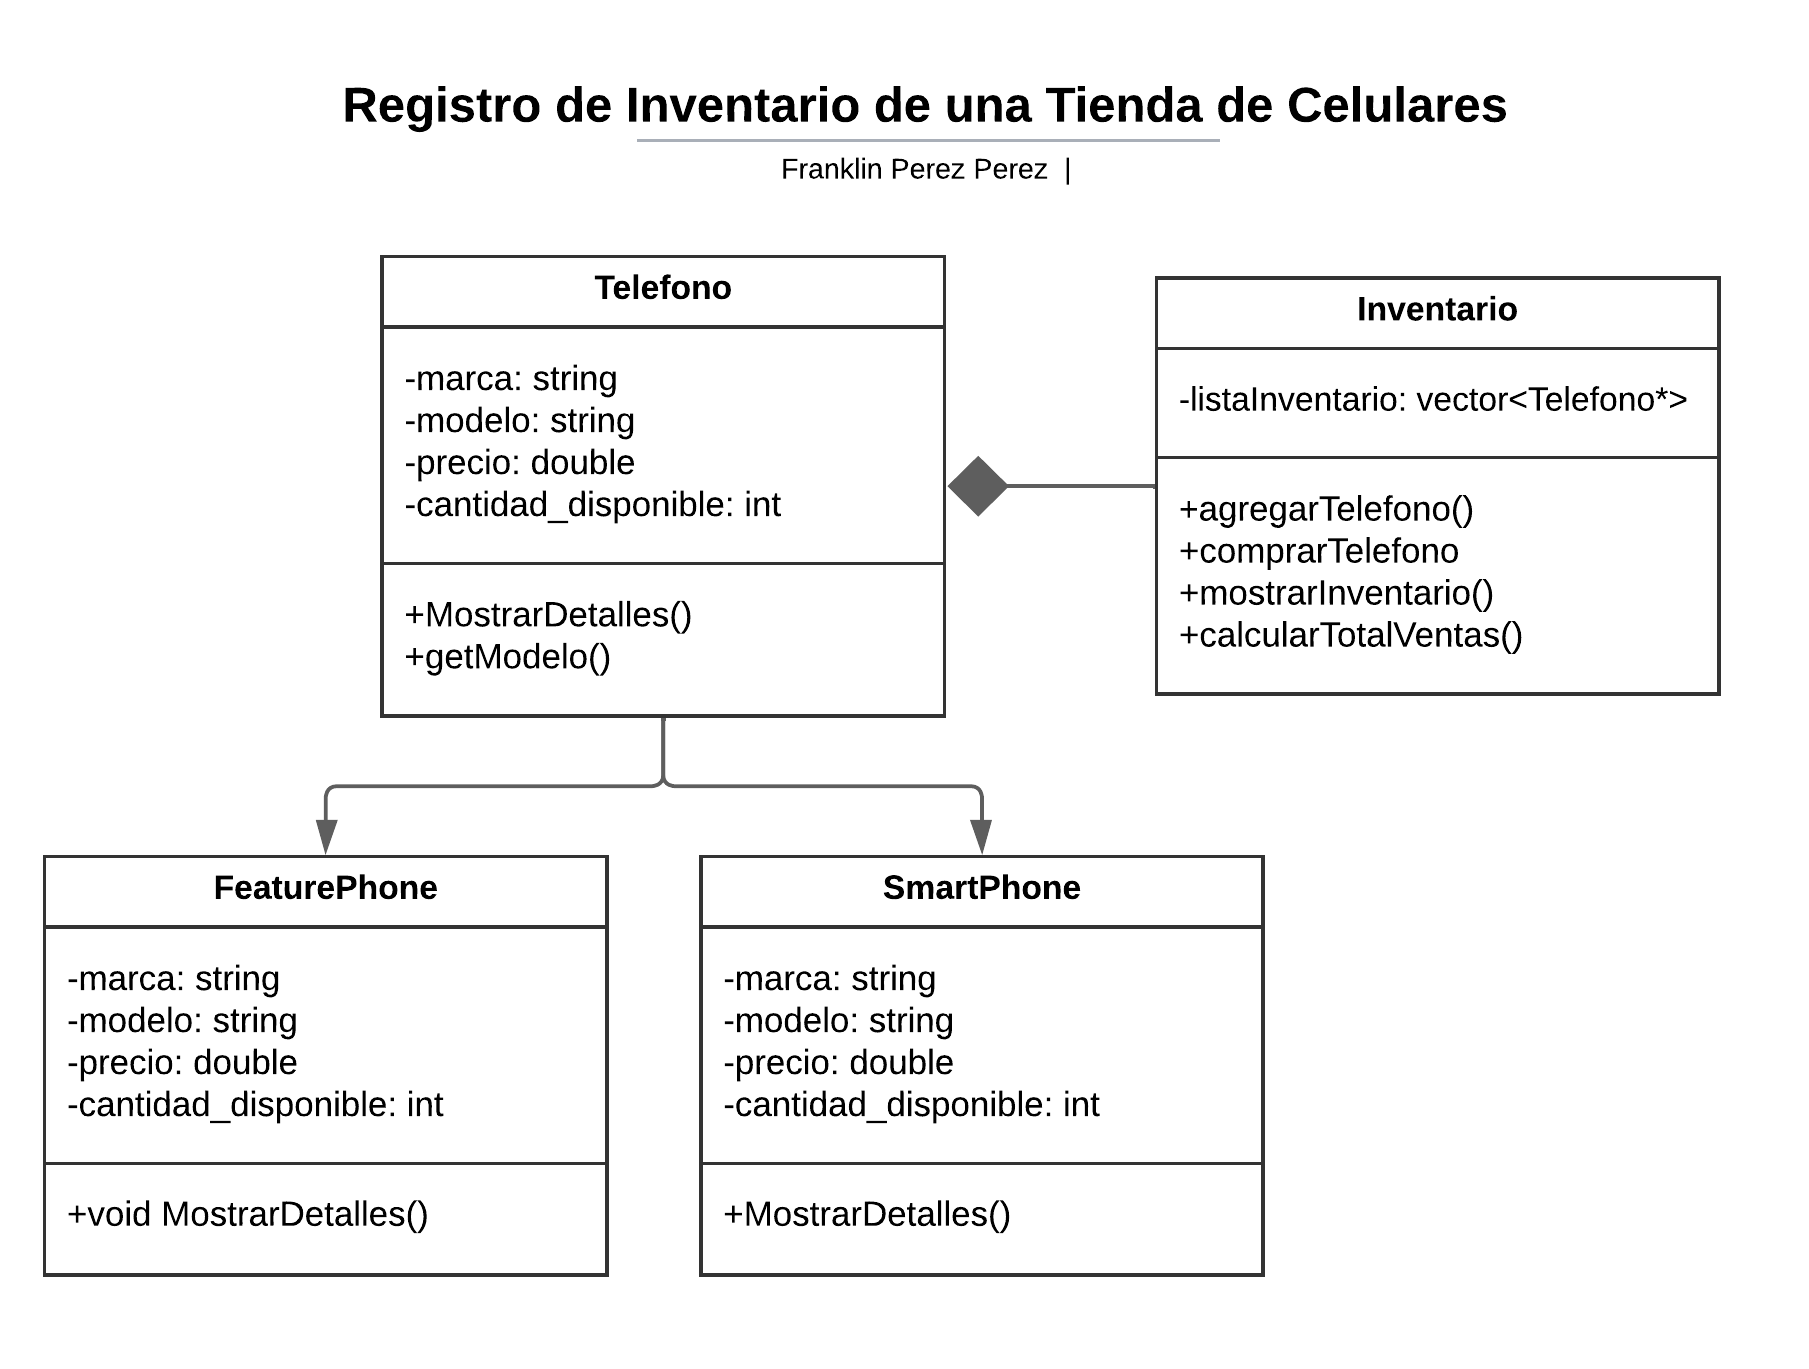 Registro de Inventario de una Tienda de Celulares
Franklin Perez Perez |
Telefono
-marca: string
-modelo: string
-precio: double
-cantidad_disponible: int
+MostrarDetalles()
+getModelo()
Inventario
-listaInventario: vector<Telefono*>
+agregarTelefono()
+comprarTelefono
+mostrarInventario()
+calcularTotalVentas()
FeaturePhone
-marca: string
-modelo: string
-precio: double
-cantidad_disponible: int
+void MostrarDetalles()
SmartPhone
-marca: string
-modelo: string
-precio: double
-cantidad_disponible: int
+MostrarDetalles()